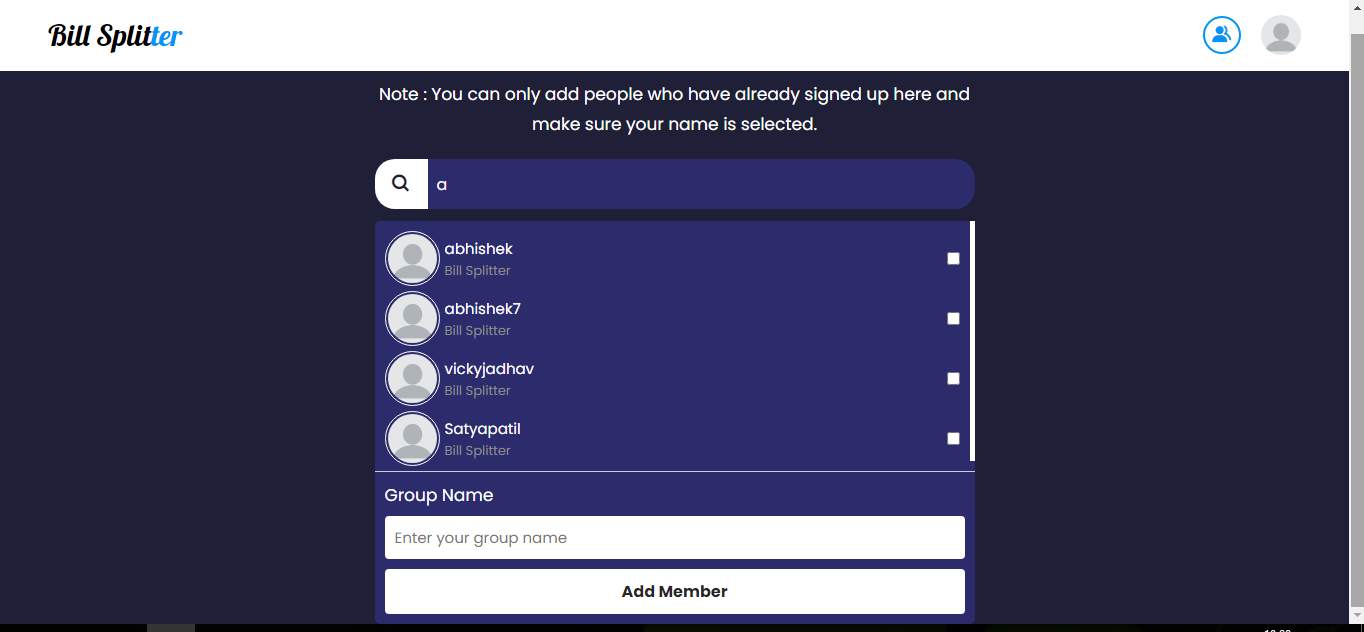 Bill Splitter
Note : You can only add people who have already signed up here and
make sure your name is selected.
a
abhishek
Bill Splitter
abhishek7
Bill Splitter
vickyjadhav
Bill Splitter
Satyapatil
Bill Splitter
Group Name
Enter your group name
Add Member